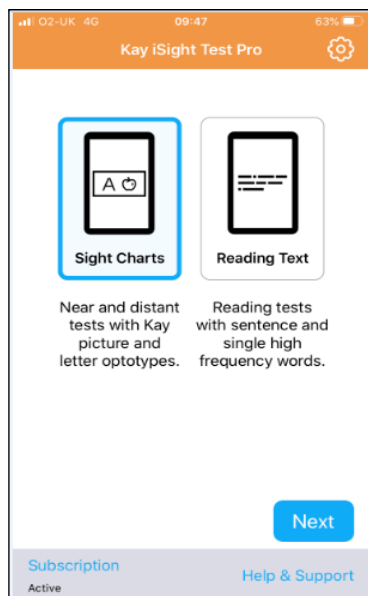 O2-UK 4G 09:47 63%
Kay iSight Test Pro
A
Sight Charts Reading Text
Near and distant
tests with Kay
picture and
letter optotypes.
Reading tests
with sentence and
single high
frequency words.
Next
Subscription
Active
Help & Support